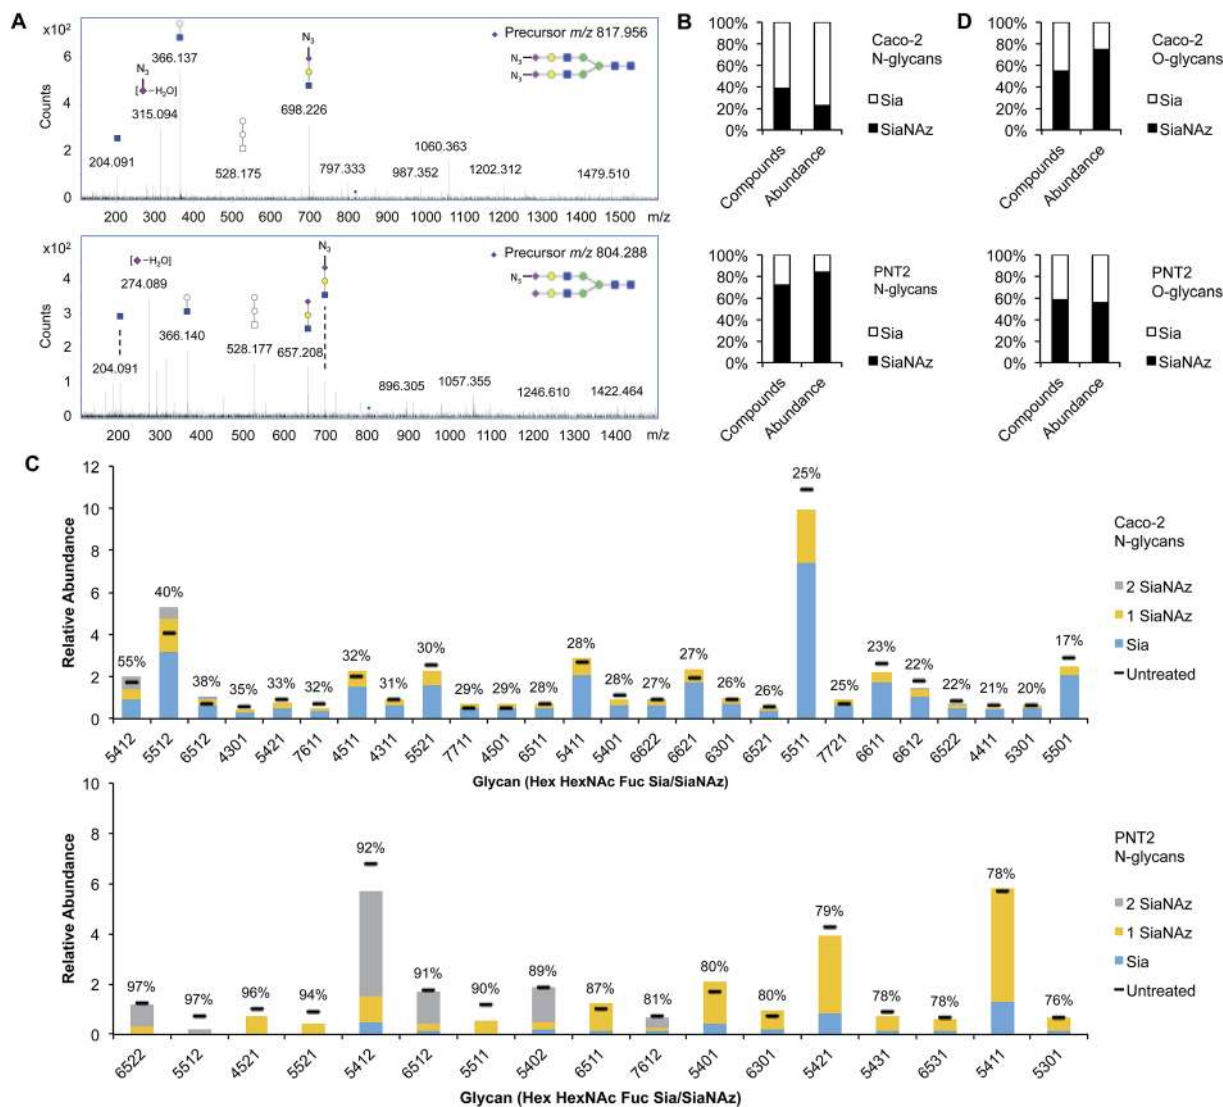 A
x10²
6
4
2
0
Counts
N₃
[ –H₂O]
315.094
366.137
204.091
528.175
698.226
797.333
987.352
1060.363
1202.312
1479.510
Precursor m/z 817.956
N₃
N₃
N₃
200 300 400 500 600 700 800 900 1000 1100 1200 1300 1400 1500 m/z
x10²
4
3
2
1
0
Counts
[ –H₂O]
274.089
204.091
366.140
528.177
657.208
N₃
896.305
1057.355
1246.610
1422.464
Precursor m/z 804.288
N₃
200 300 400 500 600 700 800 900 1000 1100 1200 1300 1400 m/z
B
100%
80%
60%
40%
20%
0%
Compounds
Abundance
Caco-2
N-glycans
Sia
SiaNAz
100%
80%
60%
40%
20%
0%
Compounds
Abundance
PNT2
N-glycans
Sia
SiaNAz
D
100%
80%
60%
40%
20%
0%
Compounds
Abundance
Caco-2
O-glycans
Sia
SiaNAz
100%
80%
60%
40%
20%
0%
Compounds
Abundance
PNT2
O-glycans
Sia
SiaNAz
C
Relative Abundance
12
10
8
6
4
2
0
55% 40% 38% 35% 33% 32% 32% 31% 30% 29% 29% 28% 28% 28% 27% 27% 26% 26% 25% 25% 23% 22% 22% 21% 20% 17%
5412 5512 6512 4301 5421 7611 4511 4311 5521 7711 4501 6511 5411 5401 6622 6621 6301 6521 5511 7721 6611 6612 6522 4411 5301 5501
Glycan (Hex HexNAc Fuc Sia/SiaNAz)
Caco-2
N-glycans
2 SiaNAz
1 SiaNAz
Sia
Untreated
Relative Abundance
10
8
6
4
2
0
97% 97% 96% 94% 92% 91% 90% 89% 87% 81% 80% 80% 79% 78% 78% 78% 76%
6522 5512 4521 5521 5412 6512 5511 5402 6511 7612 5401 6301 5421 5431 6531 5411 5301
Glycan (Hex HexNAc Fuc Sia/SiaNAz)
PNT2
N-glycans
2 SiaNAz
1 SiaNAz
Sia
Untreated